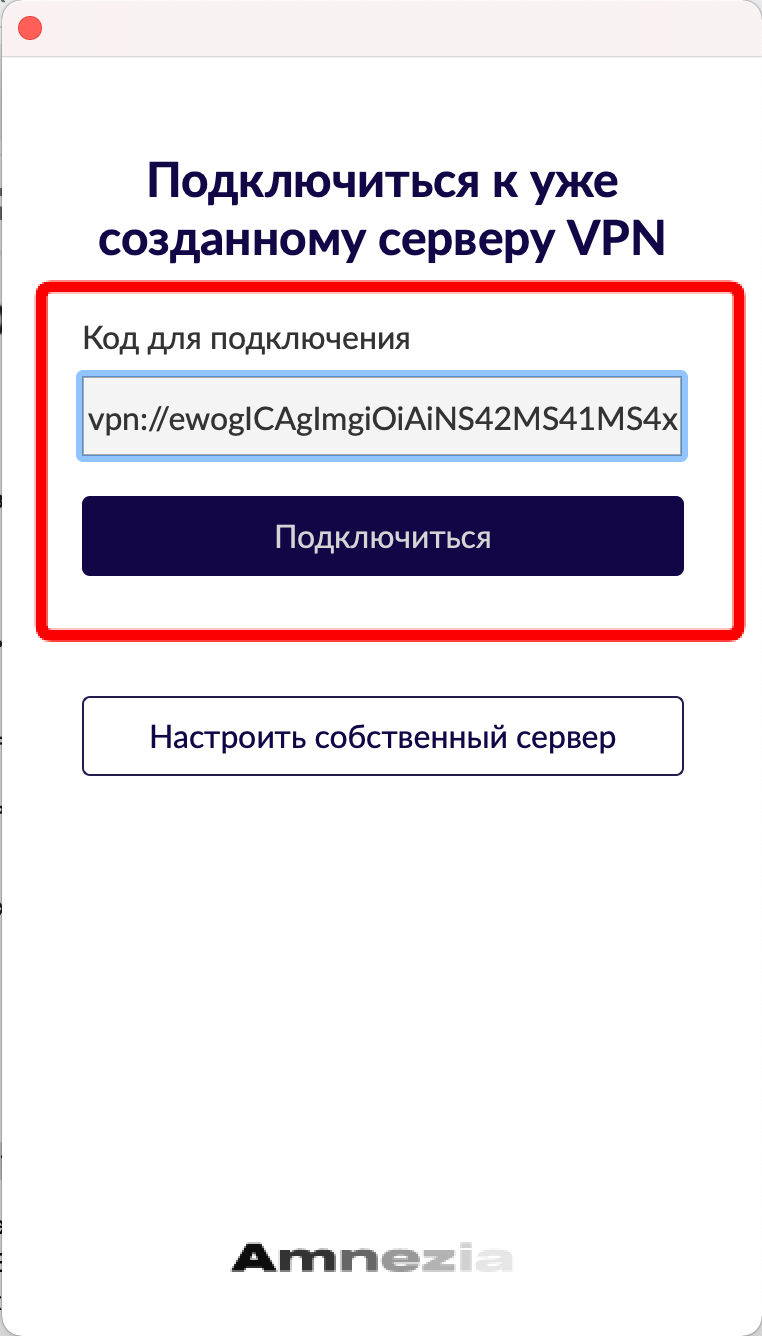 Подключиться к уже
созданному серверу VPN
Код для подключения
vpn://ewogICAgImgiOiAiNS42MS41MS4x
Подключиться
Настроить собственный сервер
Amnezia